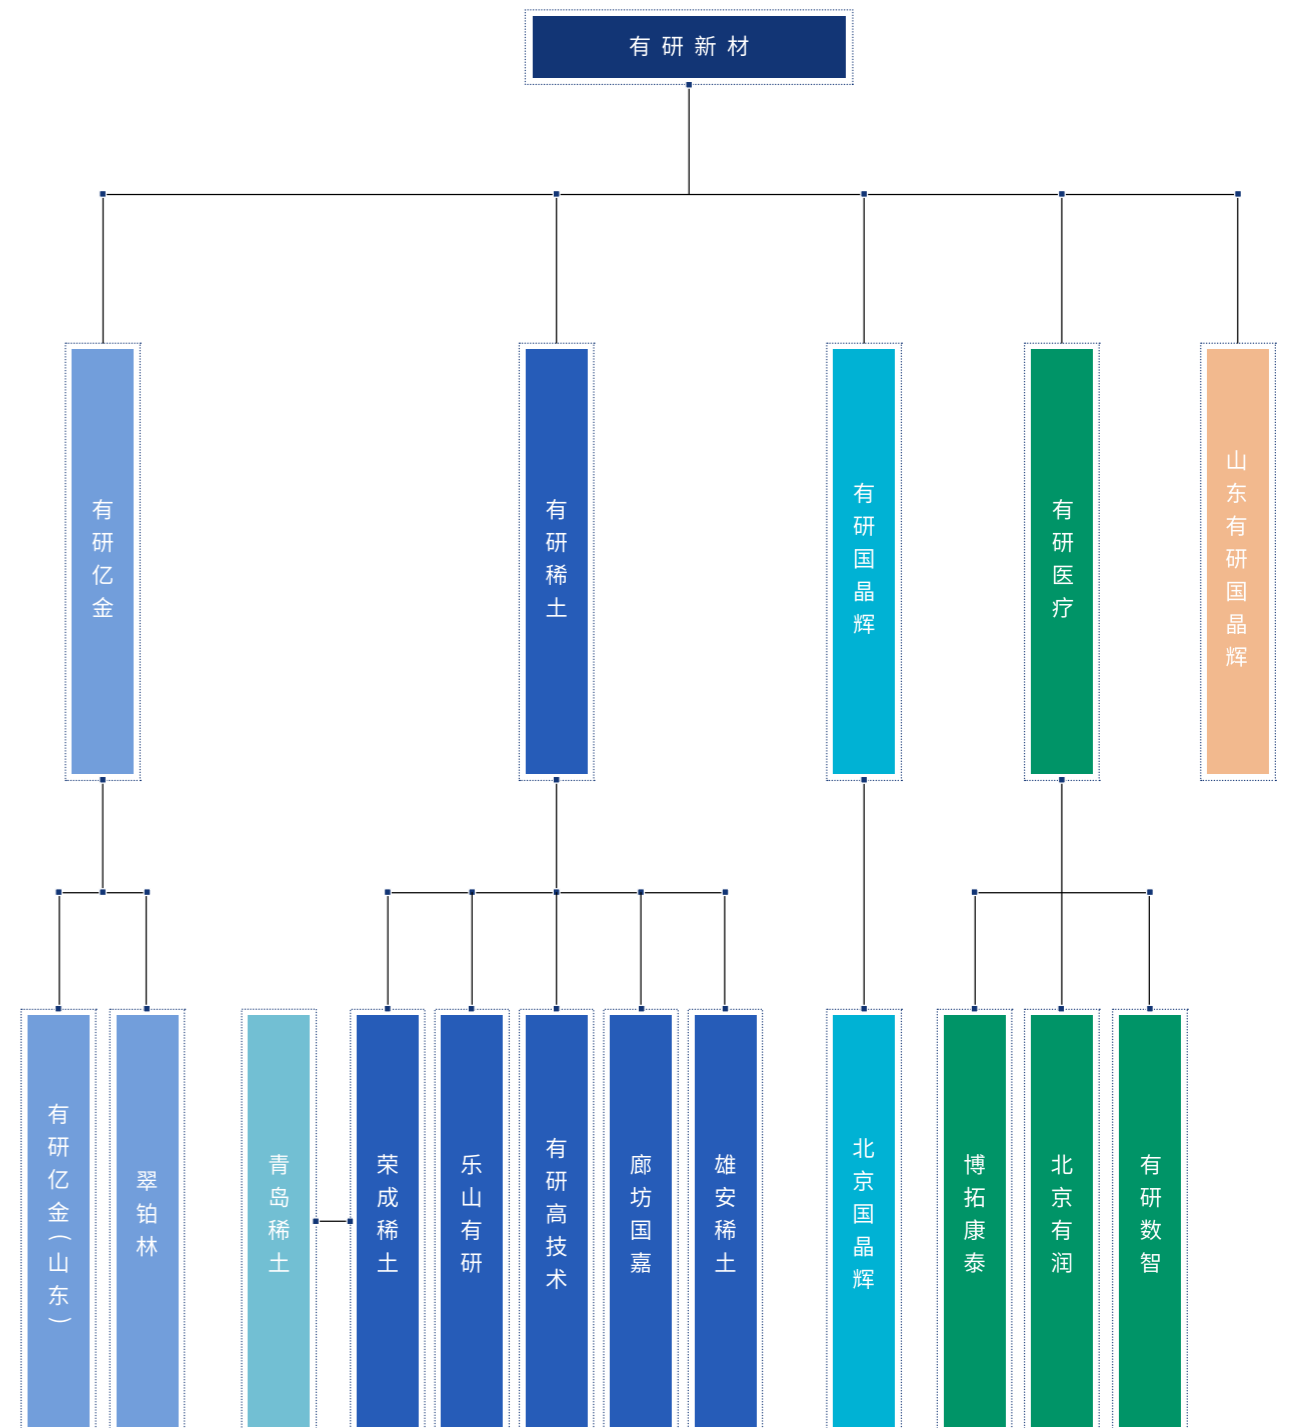 有研新材
有研亿金
有研稀土
有研国晶辉
有研医疗
山东有研国晶辉
有研亿金（山东）
翠铂林
青岛稀土
荣成稀土
乐山有研
有研高技术
廊坊国嘉
雄安稀土
北京国晶辉
博拓康泰
北京有润
有研数智